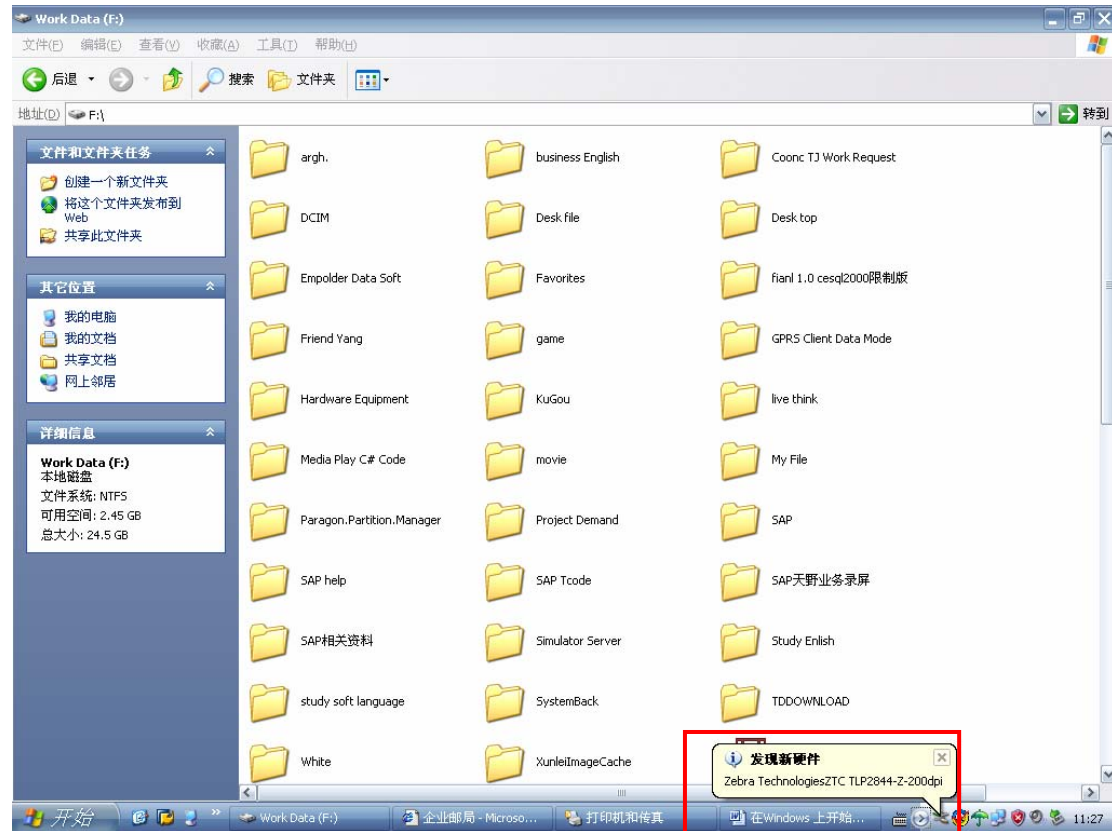 Work Data (F:)
文件(F) 编辑(E) 查看(V) 收藏(A) 工具(T) 帮助(H)
后退 搜索 文件夹
地址(D) F:\ 转到
文件和文件夹任务
创建一个新文件夹
将这个文件夹发布到
Web
共享此文件夹
其它位置
我的电脑
我的文档
共享文档
网上邻居
详细信息
Work Data (F:)
本地磁盘
文件系统: NTFS
可用空间: 2.45 GB
总大小: 24.5 GB
argh. business English Coonc TJ Work Request
DCIM Desk file Desk top
Empolder Data Soft Favorites fianl 1.0 cesql2000限制版
Friend Yang game GPRS Client Data Mode
Hardware Equipment KuGou live think
Media Play C# Code movie My File
Paragon.Partition.Manager Project Demand SAP
SAP help SAP Tcode SAP天野业务录屏
SAP相关资料 Simulator Server Study Enlish
study soft language SystemBack TDDOWNLOAD
White XunleiImageCache
发现新硬件
Zebra TechnologiesZTC TLP2844-Z-200dpi
开始 Work Data (F:) 企业邮局 - Microso... 打印机和传真 在Windows 上开始... 11:27